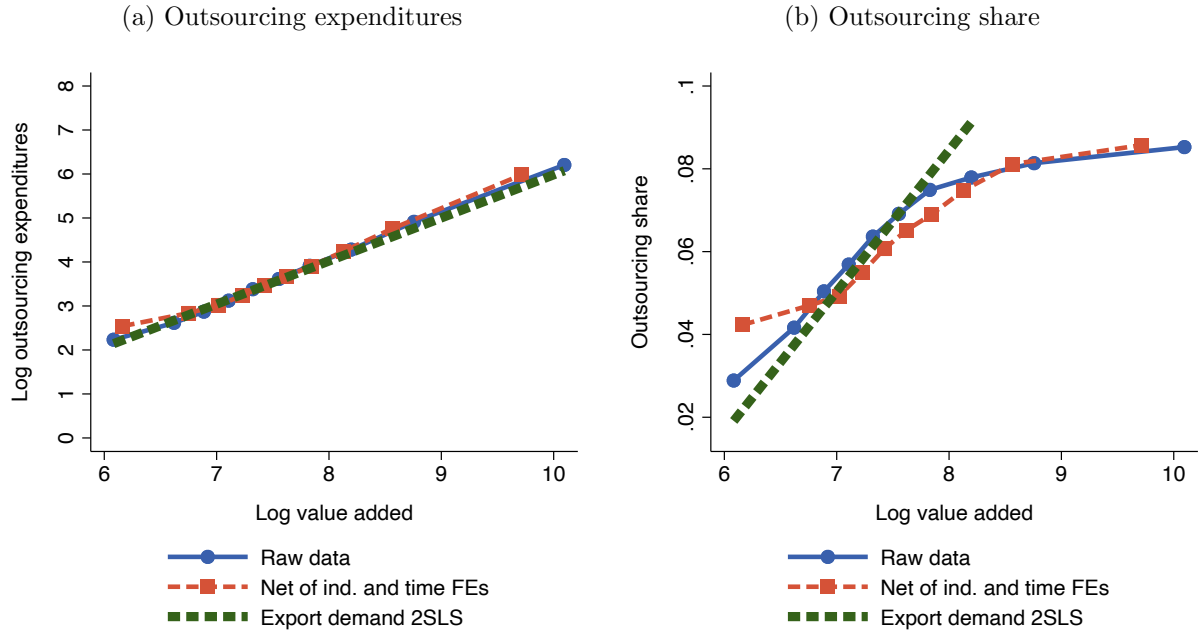 (a) Outsourcing expenditures
Log outsourcing expenditures
8
7
6
5
4
3
2
1
0
6 7 8 9 10
Log value added
Raw data
Net of ind. and time FEs
Export demand 2SLS
(b) Outsourcing share
Outsourcing share
.1
.08
.06
.04
.02
6 7 8 9 10
Log value added
Raw data
Net of ind. and time FEs
Export demand 2SLS